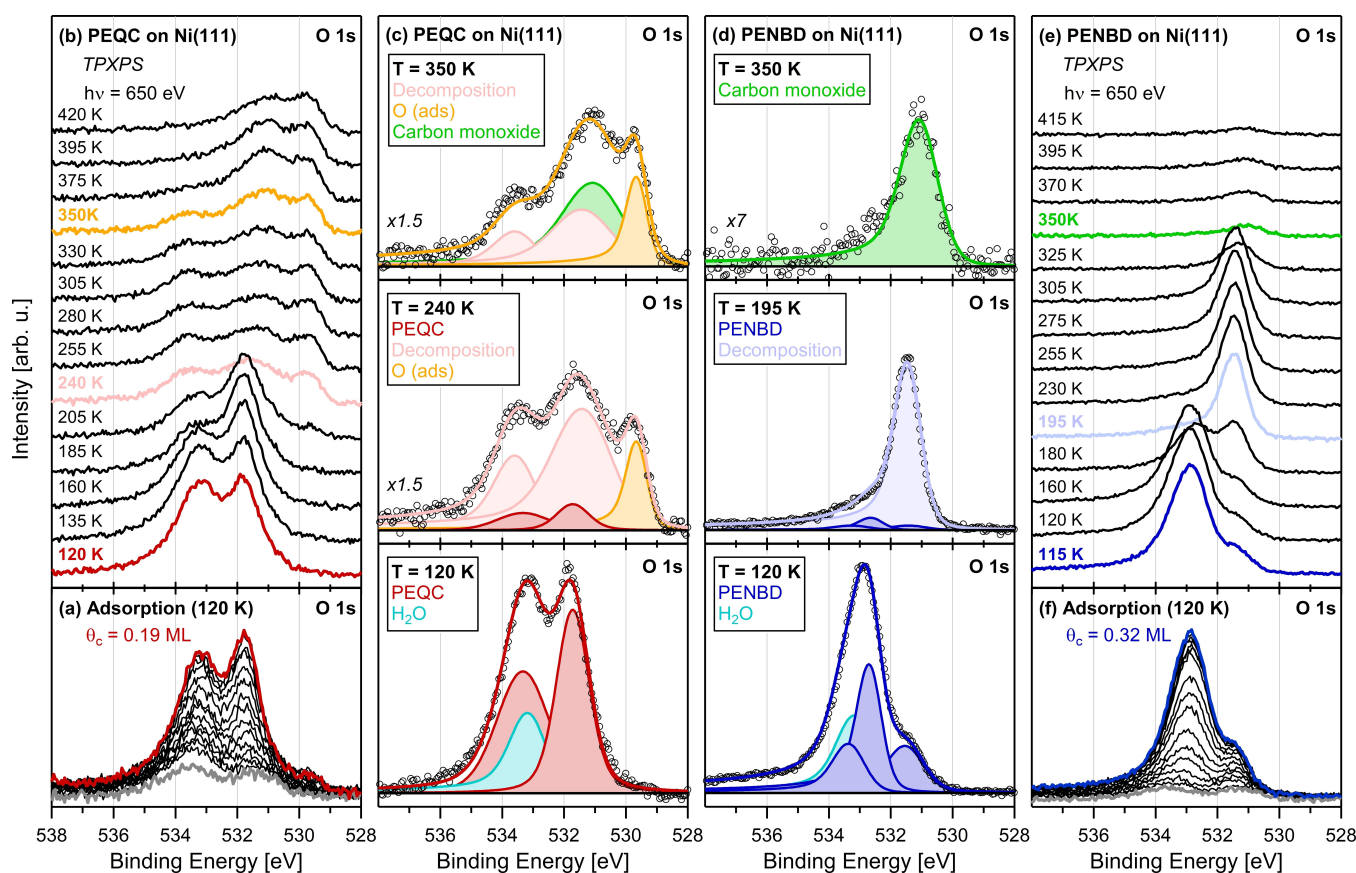 (b) PEQC on Ni(111) O 1s
TPXPS
hν = 650 eV
420 K
395 K
375 K
350K
330 K
305 K
280 K
255 K
240 K
205 K
185 K
160 K
135 K
120 K
(a) Adsorption (120 K) O 1s
θc = 0.19 ML
538 536 534 532 530 528
Binding Energy [eV]
Intensity [arb. u.]
(c) PEQC on Ni(111) O 1s
T = 350 K
Decomposition
O (ads)
Carbon monoxide
x1.5
T = 240 K O 1s
PEQC
Decomposition
O (ads)
x1.5
T = 120 K O 1s
PEQC
H₂O
536 534 532 530 528
Binding Energy [eV]
(d) PENBD on Ni(111) O 1s
T = 350 K
Carbon monoxide
x7
T = 195 K O 1s
PENBD
Decomposition
T = 120 K O 1s
PENBD
H₂O
536 534 532 530 528
Binding Energy [eV]
(e) PENBD on Ni(111) O 1s
TPXPS
hν = 650 eV
415 K
395 K
370 K
350K
325 K
305 K
275 K
255 K
230 K
195 K
180 K
160 K
120 K
115 K
(f) Adsorption (120 K) O 1s
θc = 0.32 ML
536 534 532 530 528
Binding Energy [eV]